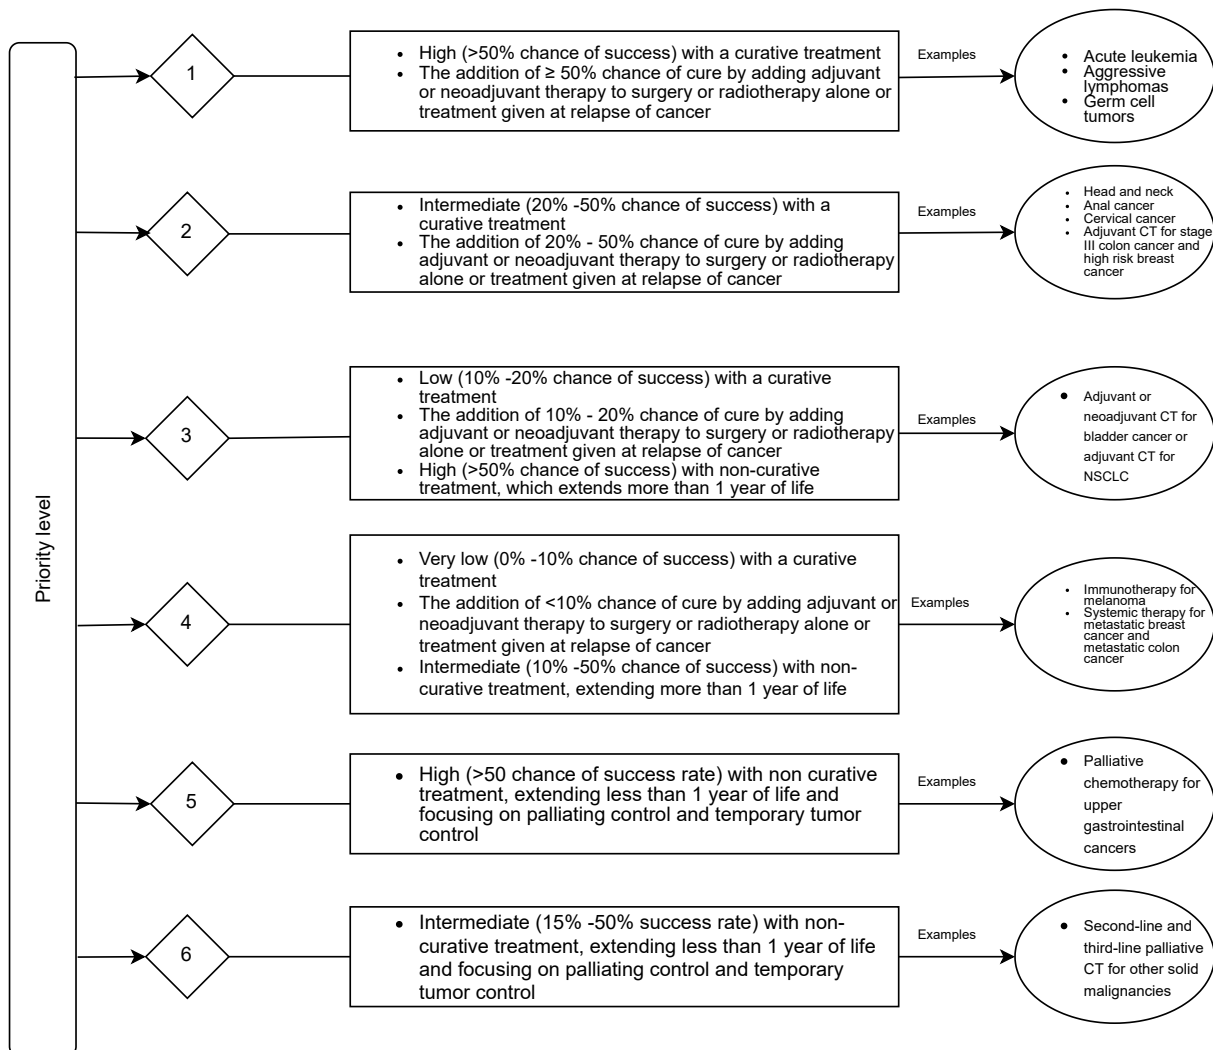 Priority level
1
• High (>50% chance of success) with a curative treatment
• The addition of ≥ 50% chance of cure by adding adjuvant
or neoadjuvant therapy to surgery or radiotherapy alone or
treatment given at relapse of cancer
Examples
• Acute leukemia
• Aggressive
lymphomas
• Germ cell
tumors
2
• Intermediate (20% -50% chance of success) with a
curative treatment
• The addition of 20% - 50% chance of cure by adding
adjuvant or neoadjuvant therapy to surgery or radiotherapy
alone or treatment given at relapse of cancer
Examples
• Head and neck
• Anal cancer
• Cervical cancer
• Adjuvant CT for stage
III colon cancer and
high risk breast
cancer
3
• Low (10% -20% chance of success) with a curative
treatment
• The addition of 10% - 20% chance of cure by adding
adjuvant or neoadjuvant therapy to surgery or radiotherapy
alone or treatment given at relapse of cancer
• High (>50% chance of success) with non-curative
treatment, which extends more than 1 year of life
Examples
• Adjuvant or
neoadjuvant CT for
bladder cancer or
adjuvant CT for
NSCLC
4
• Very low (0% -10% chance of success) with a curative
treatment
• The addition of <10% chance of cure by adding adjuvant or
neoadjuvant therapy to surgery or radiotherapy alone or
treatment given at relapse of cancer
• Intermediate (10% -50% chance of success) with non-
curative treatment, extending more than 1 year of life
Examples
• Immunotherapy for
melanoma
• Systemic therapy for
metastatic breast
cancer and
metastatic colon
cancer
5
• High (>50 chance of success rate) with non curative
treatment, extending less than 1 year of life and
focusing on palliating control and temporary tumor
control
Examples
• Palliative
chemotherapy for
upper
gastrointestinal
cancers
6
• Intermediate (15% -50% success rate) with non-
curative treatment, extending less than 1 year of life
and focusing on palliating control and temporary
tumor control
Examples
• Second-line and
third-line palliative
CT for other solid
malignancies